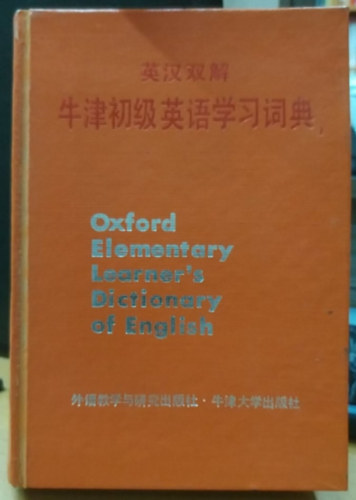 英汉双解
牛津初级英语学习词典
Oxford
Elementary
Learner's
Dictionary
of English
外语教学与研究出版社·牛津大学出版社